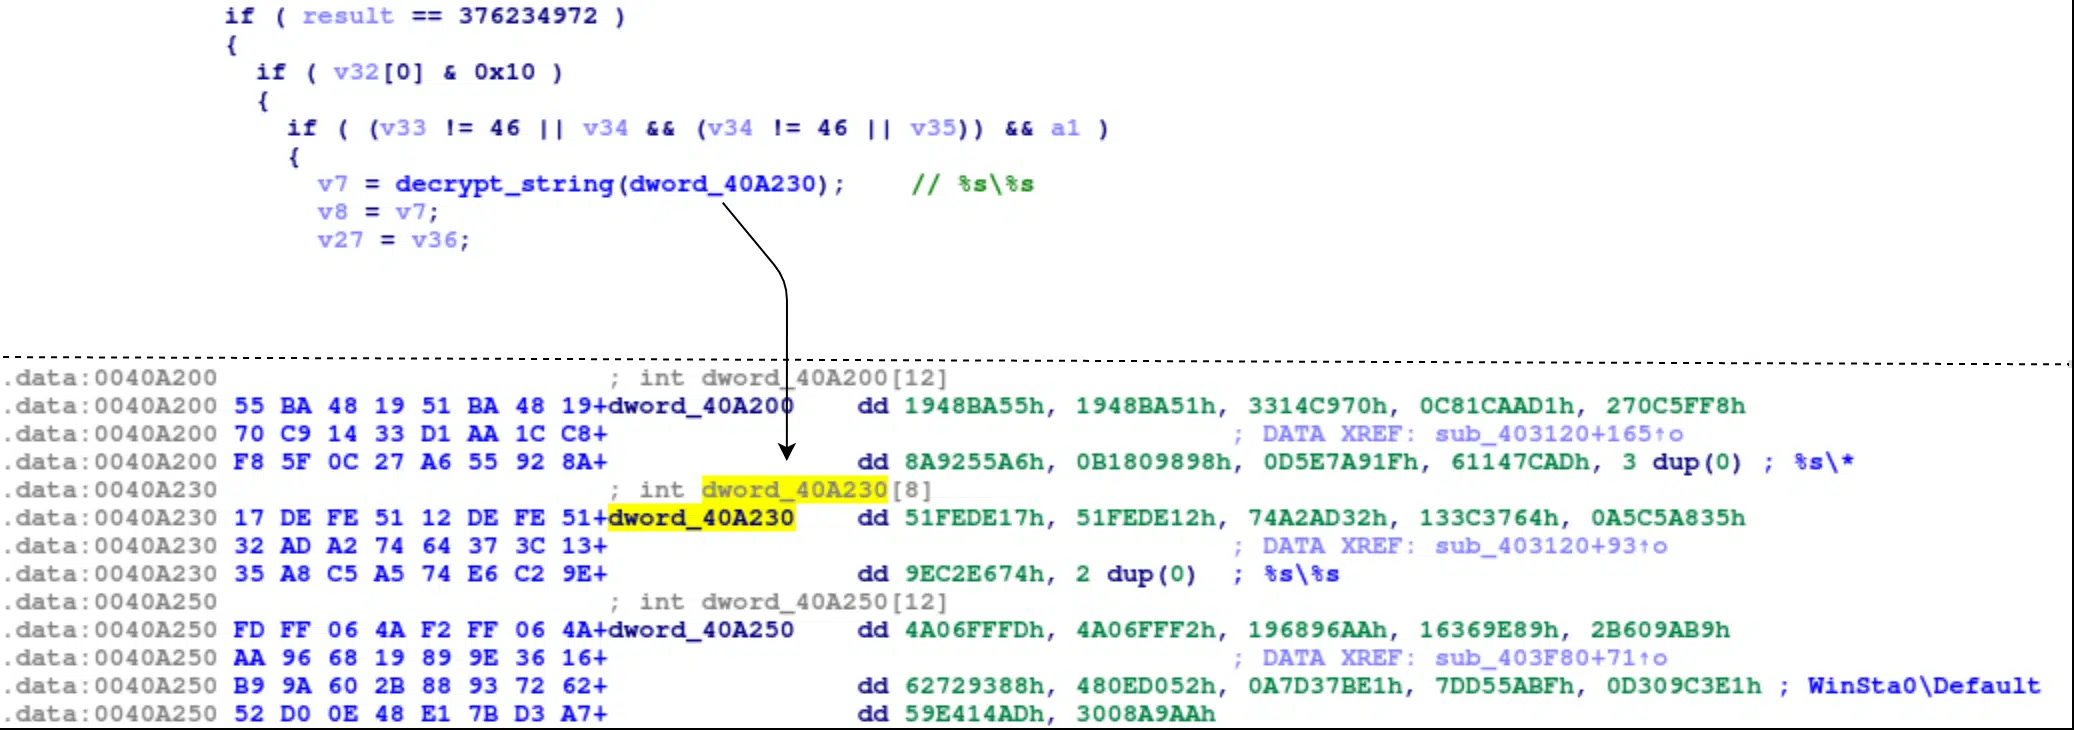 if ( result == 376234972 )
{
if ( v32[0] & 0x10 )
{
if ( (v33 != 46 || v34 && (v34 != 46 || v35)) && a1 )
{
v7 = decrypt_string(dword_40A230); // %s\%s
v8 = v7;
v27 = v36;
.data:0040A200 ; int dword_40A200[12]
.data:0040A200 55 BA 48 19 51 BA 48 19+dword_40A200 dd 1948BA55h, 1948BA51h, 3314C970h, 0C81CAAD1h, 270C5FF8h
.data:0040A200 70 C9 14 33 D1 AA 1C C8+ ; DATA XREF: sub_403120+165↑o
.data:0040A200 F8 5F 0C 27 A6 55 92 8A+ dd 8A9255A6h, 0B1809898h, 0D5E7A91Fh, 61147CADh, 3 dup(0) ; %s\*
.data:0040A230 ; int dword_40A230[8]
.data:0040A230 17 DE FE 51 12 DE FE 51+dword_40A230 dd 51FEDE17h, 51FEDE12h, 74A2AD32h, 133C3764h, 0A5C5A835h
.data:0040A230 32 AD A2 74 64 37 3C 13+ ; DATA XREF: sub_403120+93↑o
.data:0040A230 35 A8 C5 A5 74 E6 C2 9E+ dd 9EC2E674h, 2 dup(0) ; %s\%s
.data:0040A250 ; int dword_40A250[12]
.data:0040A250 FD FF 06 4A F2 FF 06 4A+dword_40A250 dd 4A06FFFDh, 4A06FFF2h, 196896AAh, 16369E89h, 2B609AB9h
.data:0040A250 AA 96 68 19 89 9E 36 16+ ; DATA XREF: sub_403F80+71↑o
.data:0040A250 B9 9A 60 2B 88 93 72 62+ dd 62729388h, 480ED052h, 0A7D37BE1h, 7DD55ABFh, 0D309C3E1h ; WinSta0\Default
.data:0040A250 52 D0 0E 48 E1 7B D3 A7+ dd 59E414ADh, 3008A9AAh